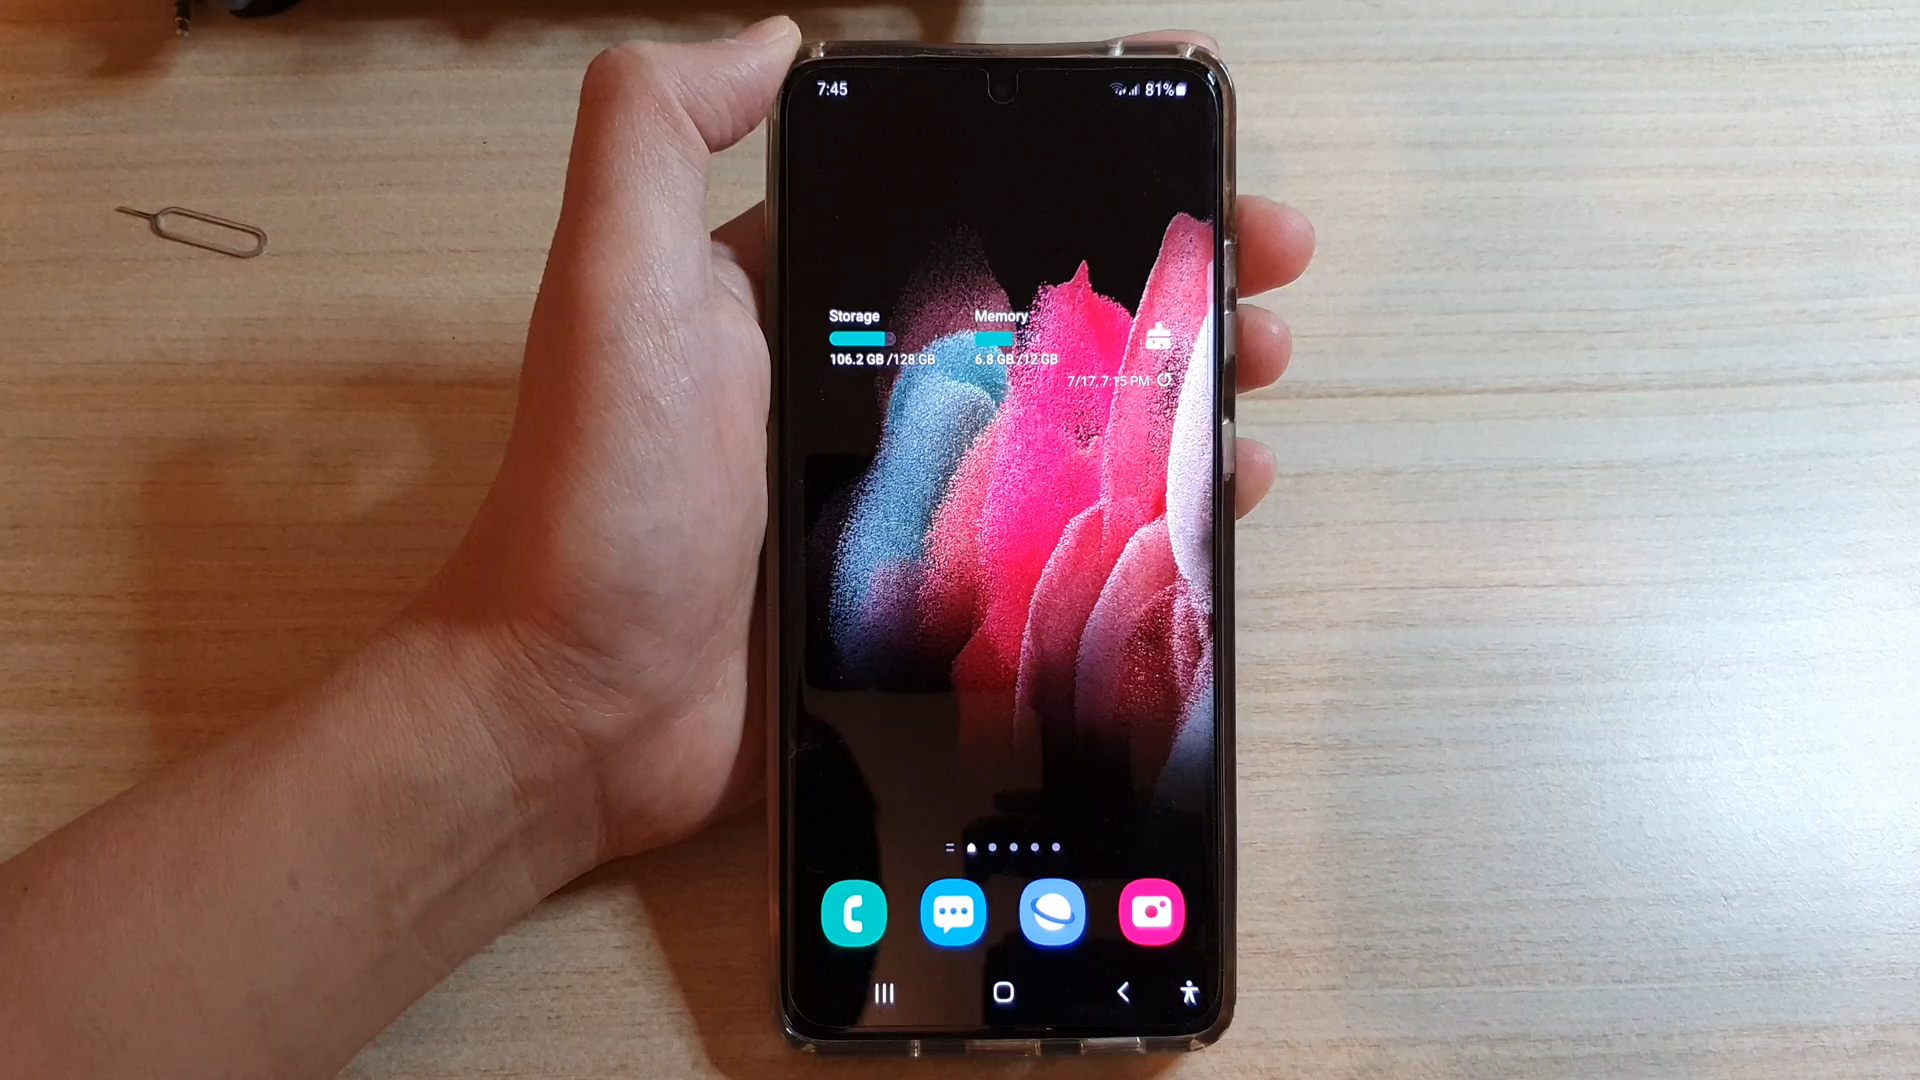 7:45
81%
Storage
Memory
106.2 GB /128 GB
6.8 GB /12 GB
7/17, 7:15 PM